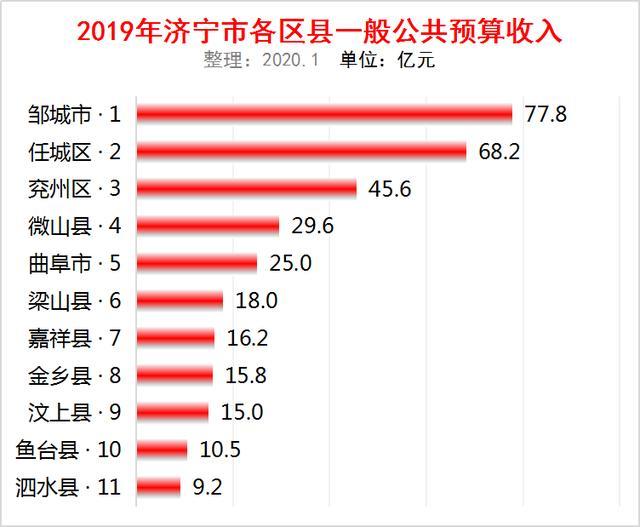 2019年济宁市各区县一般公共预算收入
整理：2020.1 单位：亿元
邹城市·1 77.8
任城区·2 68.2
兖州区·3 45.6
微山县·4 29.6
曲阜市·5 25.0
梁山县·6 18.0
嘉祥县·7 16.2
金乡县·8 15.8
汶上县·9 15.0
鱼台县·10 10.5
泗水县·11 9.2